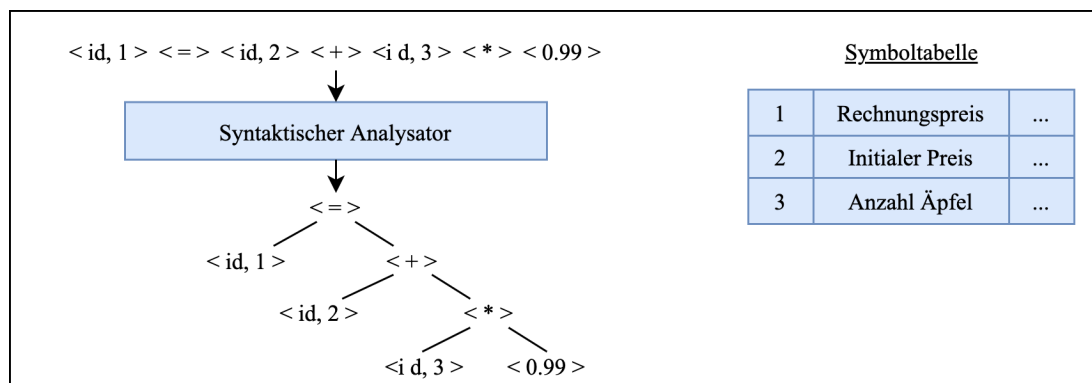 < id, 1 > < = > < id, 2 > < + > <i d, 3 > < * > < 0.99 >
Syntaktischer Analysator
< = >
< id, 1 > < + >
< id, 2 > < * >
<i d, 3 > < 0.99 >
Symboltabelle
1 Rechnungspreis ...
2 Initialer Preis ...
3 Anzahl Äpfel ...